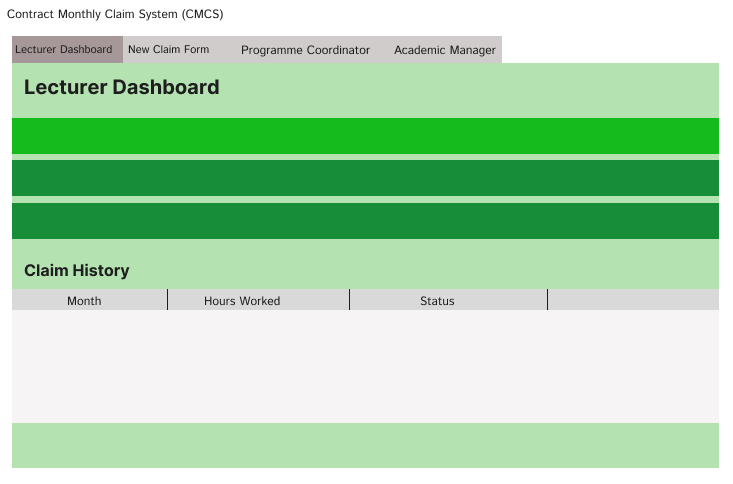 Contract Monthly Claim System (CMCS)
Lecturer Dashboard New Claim Form Programme Coordinator Academic Manager
Lecturer Dashboard
Claim History
Month Hours Worked Status